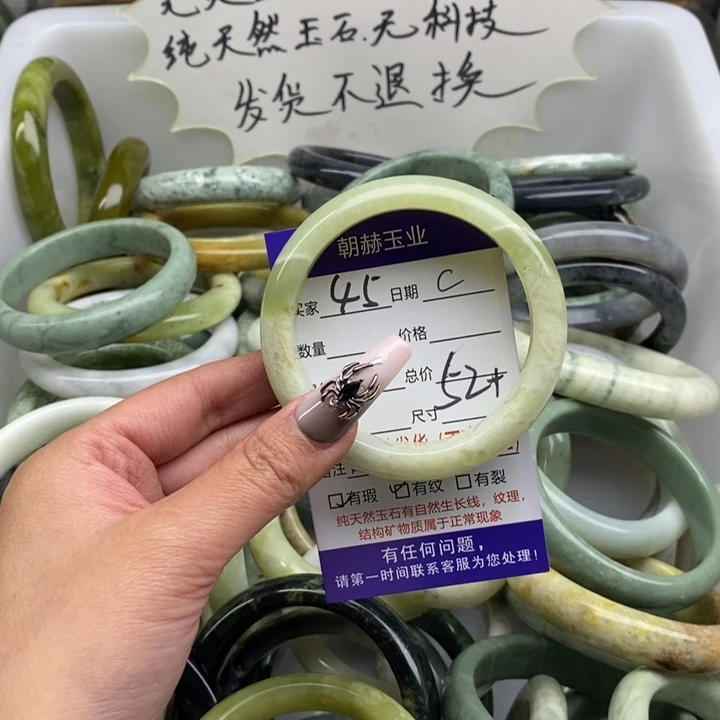 纯天然玉石.无科技
发货不退换
朝赫玉业
买家 45 日期 C
数量 价格
总价 52+
尺寸
有瑕 有纹 有裂
纯天然玉石有自然生长线，纹理，
结构矿物质属于正常现象
有任何问题，
请第一时间联系客服为您处理！